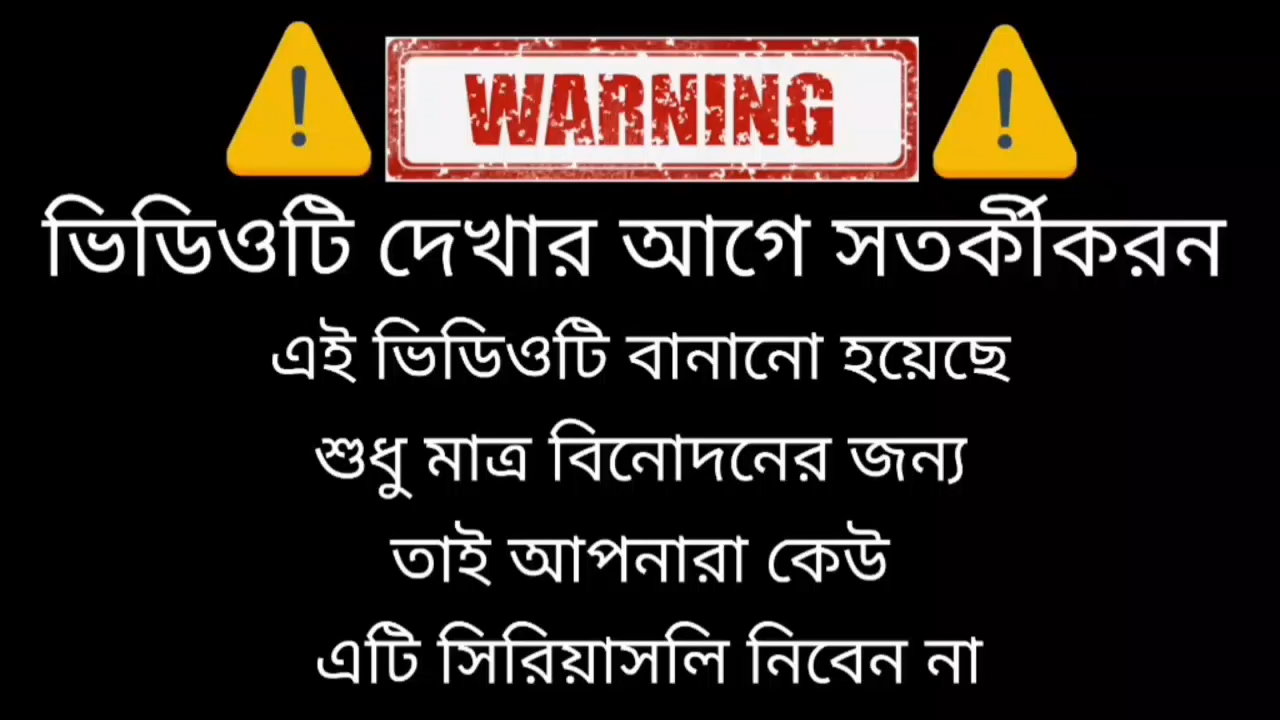 WARNING
ভিডিওটি দেখার আগে সতর্কীকরন
এই ভিডিওটি বানানো হয়েছে
শুধু মাত্র বিনোদনের জন্য
তাই আপনারা কেউ
এটি সিরিয়াসলি নিবেন না